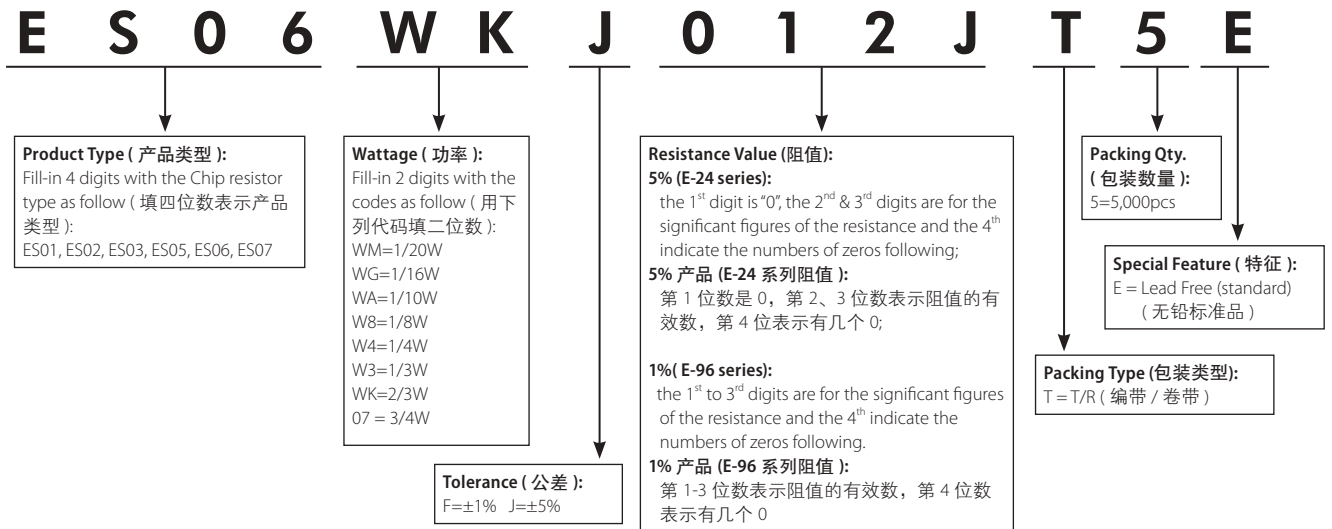 E S 0 6 W K J 0 1 2 J T 5 E
Product Type ( 产品类型 ):
Fill-in 4 digits with the Chip resistor
type as follow ( 填四位数表示产品
类型 ):
ES01, ES02, ES03, ES05, ES06, ES07
Wattage ( 功率 ):
Fill-in 2 digits with the
codes as follow ( 用下
列代码填二位数 ):
WM=1/20W
WG=1/16W
WA=1/10W
W8=1/8W
W4=1/4W
W3=1/3W
WK=2/3W
07 = 3/4W
Tolerance ( 公差 ):
F=±1% J=±5%
Resistance Value (阻值):
5% (E-24 series):
the 1st digit is "0", the 2nd & 3rd digits are for the
significant figures of the resistance and the 4th
indicate the numbers of zeros following;
5% 产品 (E-24 系列阻值 ):
第 1 位数是 0，第 2、3 位数表示阻值的有
效数，第 4 位表示有几个 0;
1%( E-96 series):
the 1st to 3rd digits are for the significant figures
of the resistance and the 4th indicate the
numbers of zeros following.
1% 产品 (E-96 系列阻值 ):
第 1-3 位数表示阻值的有效数，第 4 位数
表示有几个 0
Packing Qty.
( 包装数量 ):
5=5,000pcs
Special Feature ( 特征 ):
E = Lead Free (standard)
( 无铅标准品 )
Packing Type (包装类型):
T = T/R ( 编带 / 卷带 )